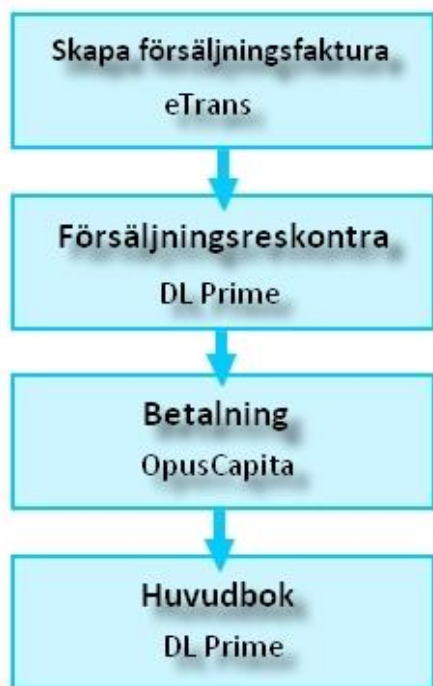 Skapa försäljningsfaktura
eTrans
Försäljningsreskontra
DL Prime
Betalning
OpusCapita
Huvudbok
DL Prime